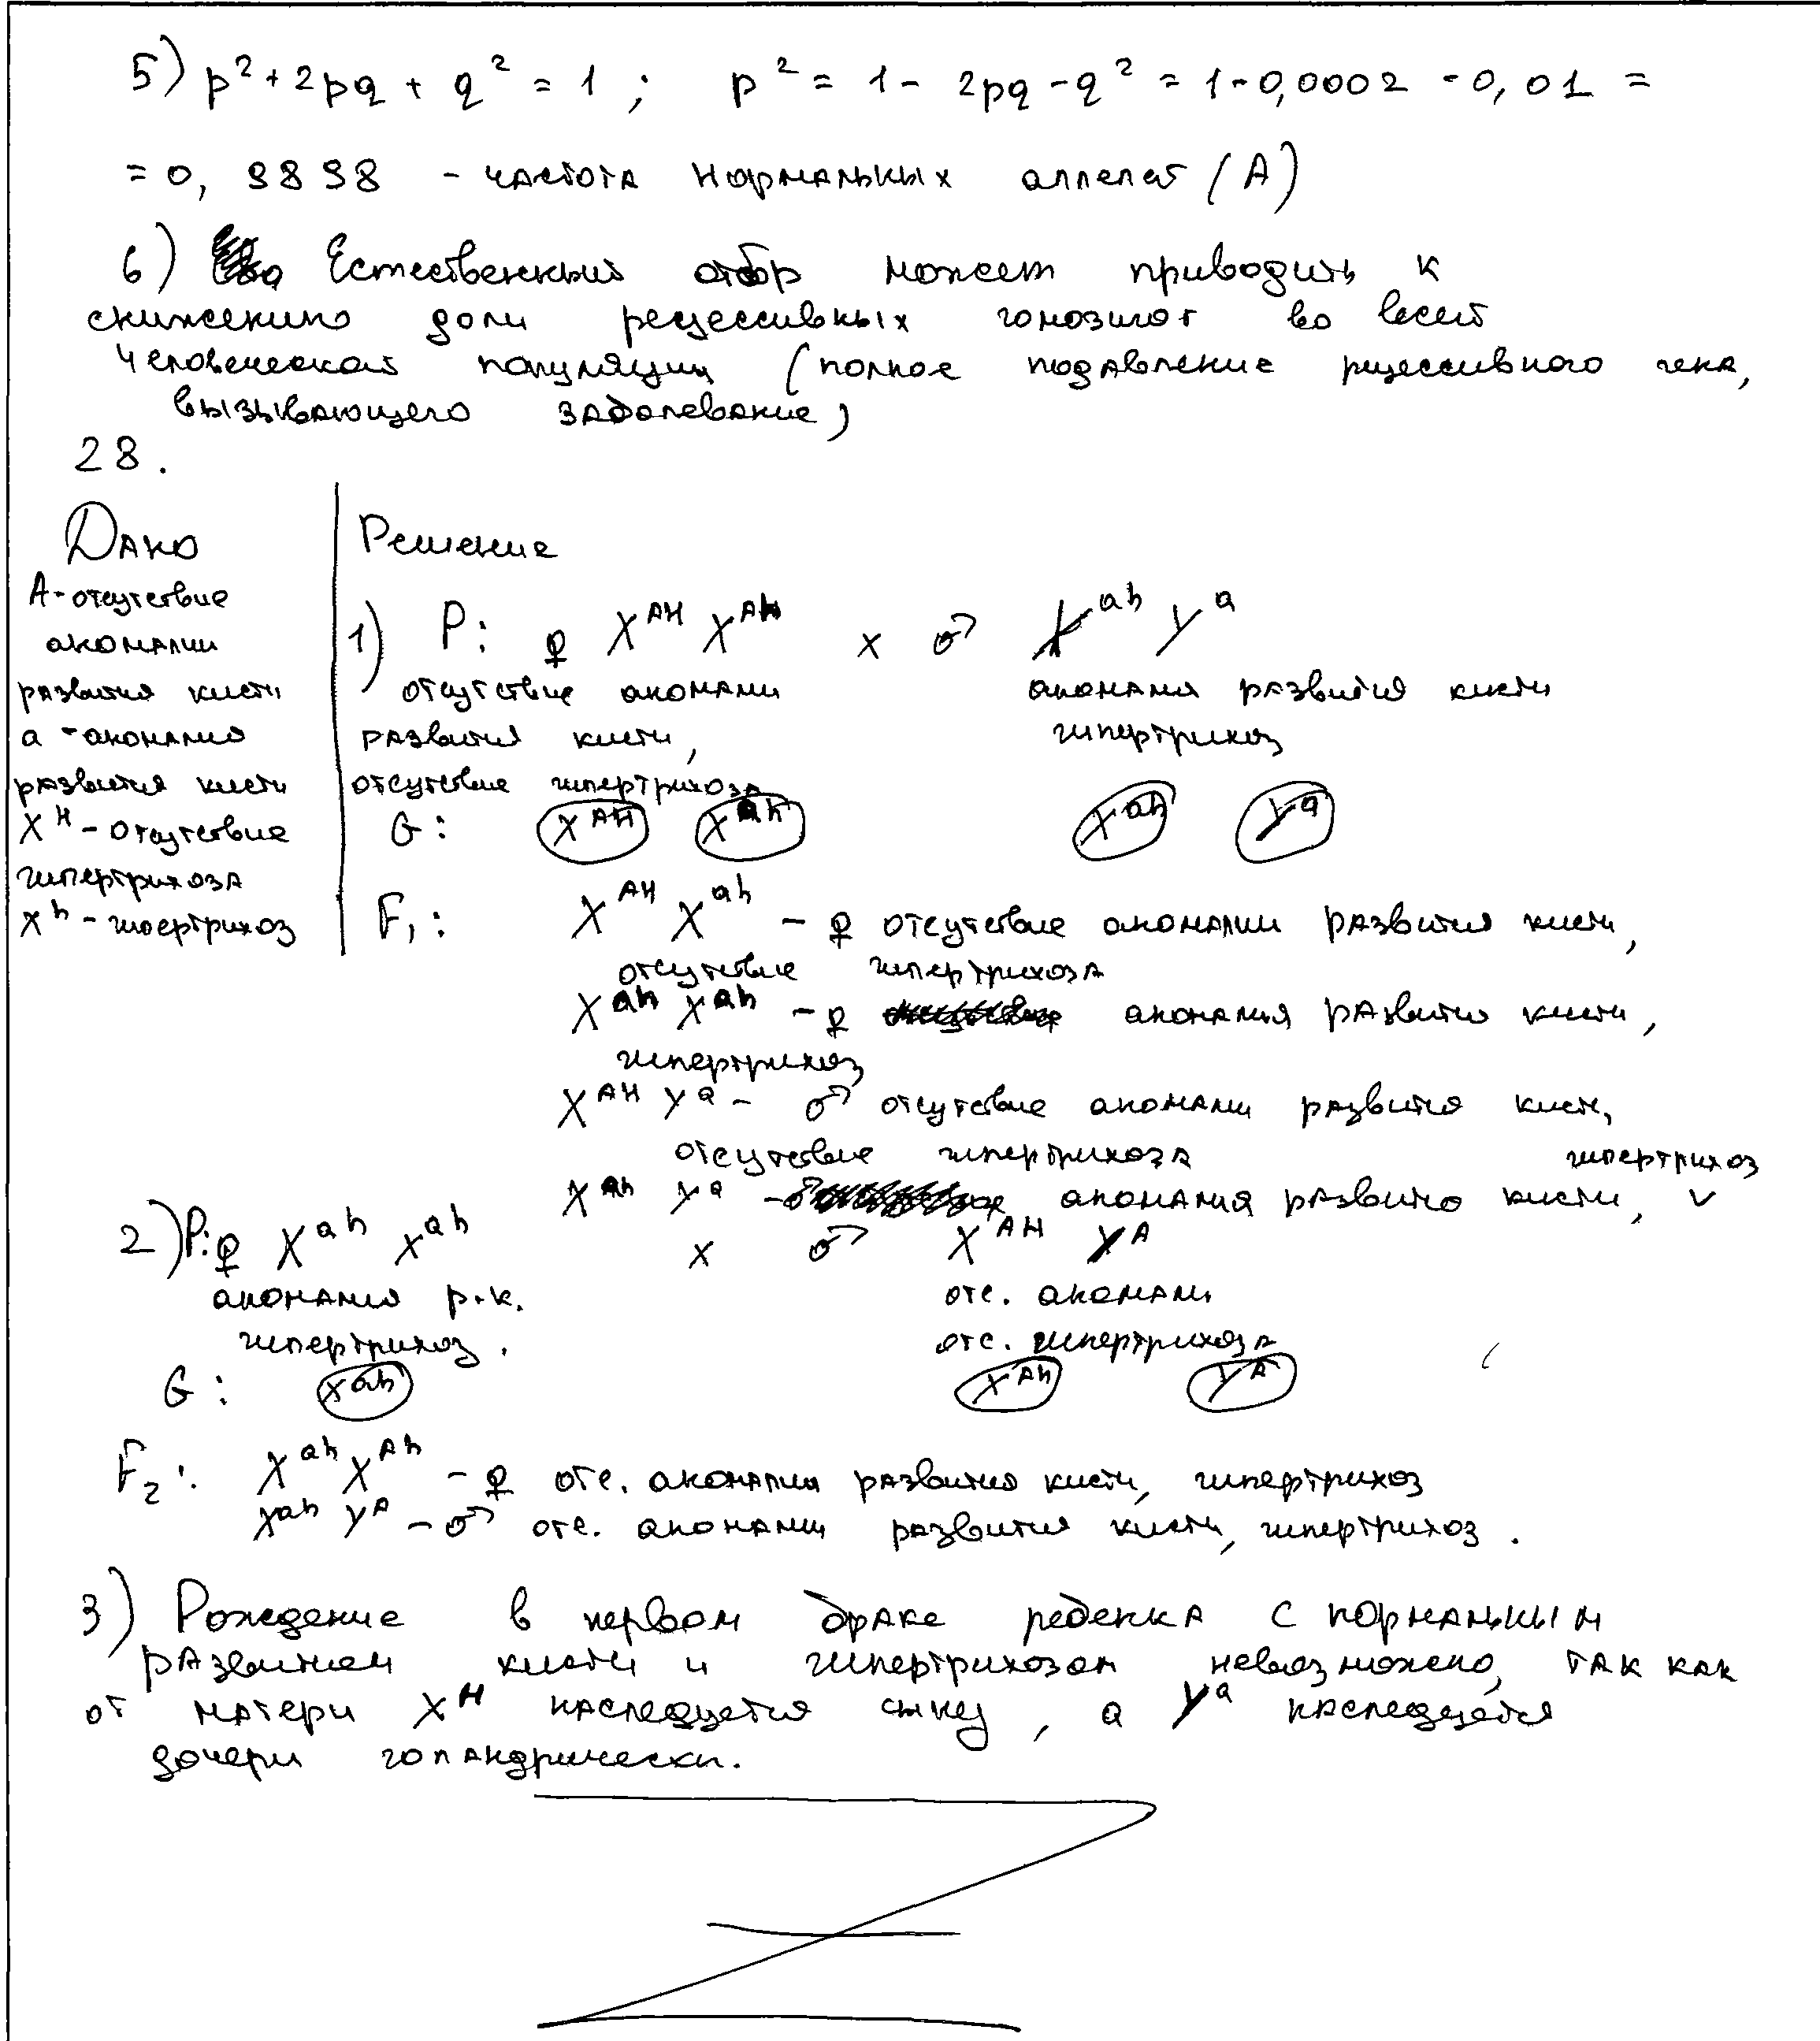 5) p² + 2pq + q² = 1 ; p² = 1 - 2pq - q² = 1 - 0,0002 - 0,01 =
= 0, 9898 - частота нормальных аллелей (A)
6) Естественный отбор может приводить к
снижению доли рецессивных гомозигот во всей
человеческой популяции (полное подавление рецессивного гена,
вызывающего заболевание)
28.
Дано
A - отсутствие
аномалии
развития кисти
a - аномалия
развития кисти
X^H - отсутствие
гипертрихоза
X^h - гипертрихоз
Решение
1) P: ♀ X^AH X^ah x ♂ X^ah Y^a
отсутствие аномали аномалия развития кисти
развития кисти, гипертрихоз
отсутствие гипертрихоза
G: X^AH X^ah X^ah Y^a
F₁: X^AH X^ah - ♀ отсутствие аномалии развития кисти,
отсутствие гипертрихоза
X^ah X^ah - ♀ аномалия развития кисти,
гипертрихоз
X^AH Y^a - ♂ отсутствие аномалии развития кисти,
отсутствие гипертрихоза
X^ah Y^a - ♂ аномалия развития кисти, гипертрихоз
2) P: ♀ X^ah X^ah x ♂ X^AH Y^A
аномалия р.к. отс. аномалии
гипертрихоз. отс. гипертрихоза
G: X^ah X^Ah Y^A
F₂: X^ah X^Ah - ♀ отс. аномалии развития кисти, гипертрихоз
X^ah Y^A - ♂ отс. аномалии развития кисти, гипертрихоз.
3) Рождение в первом браке ребенка с нормальным
развитием кисти и гипертрихозом невозможно, так как
от матери X^H наследуется сыну, а Y^a наследуется
дочери голандрически.